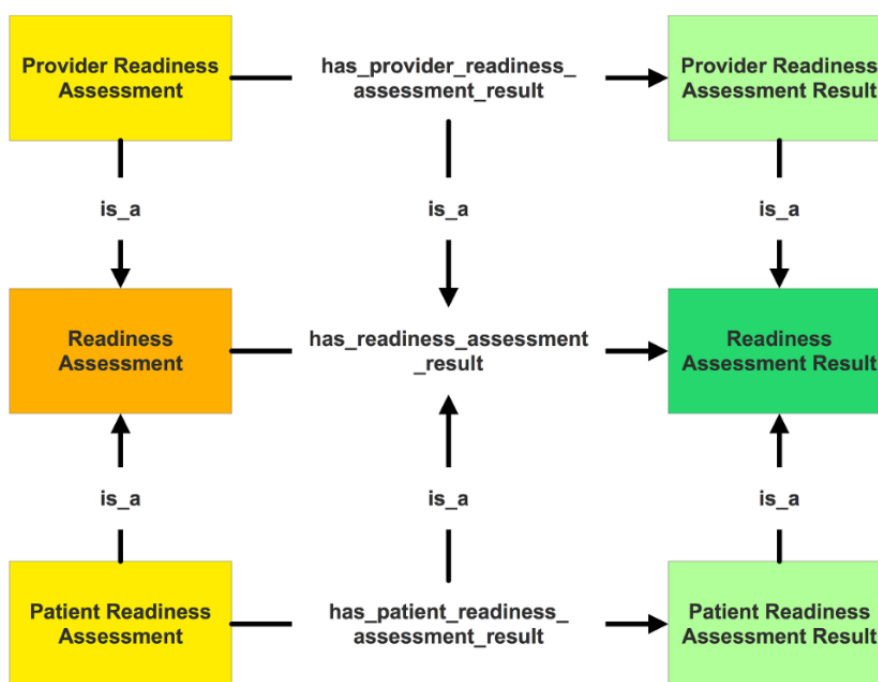 Provider Readiness
Assessment
has_provider_readiness_
assessment_result
Provider Readiness
Assessment Result
is_a
is_a
is_a
Readiness
Assessment
has_readiness_assessment
_result
Readiness
Assessment Result
is_a
is_a
is_a
Patient Readiness
Assessment
has_patient_readiness_
assessment_result
Patient Readiness
Assessment Result